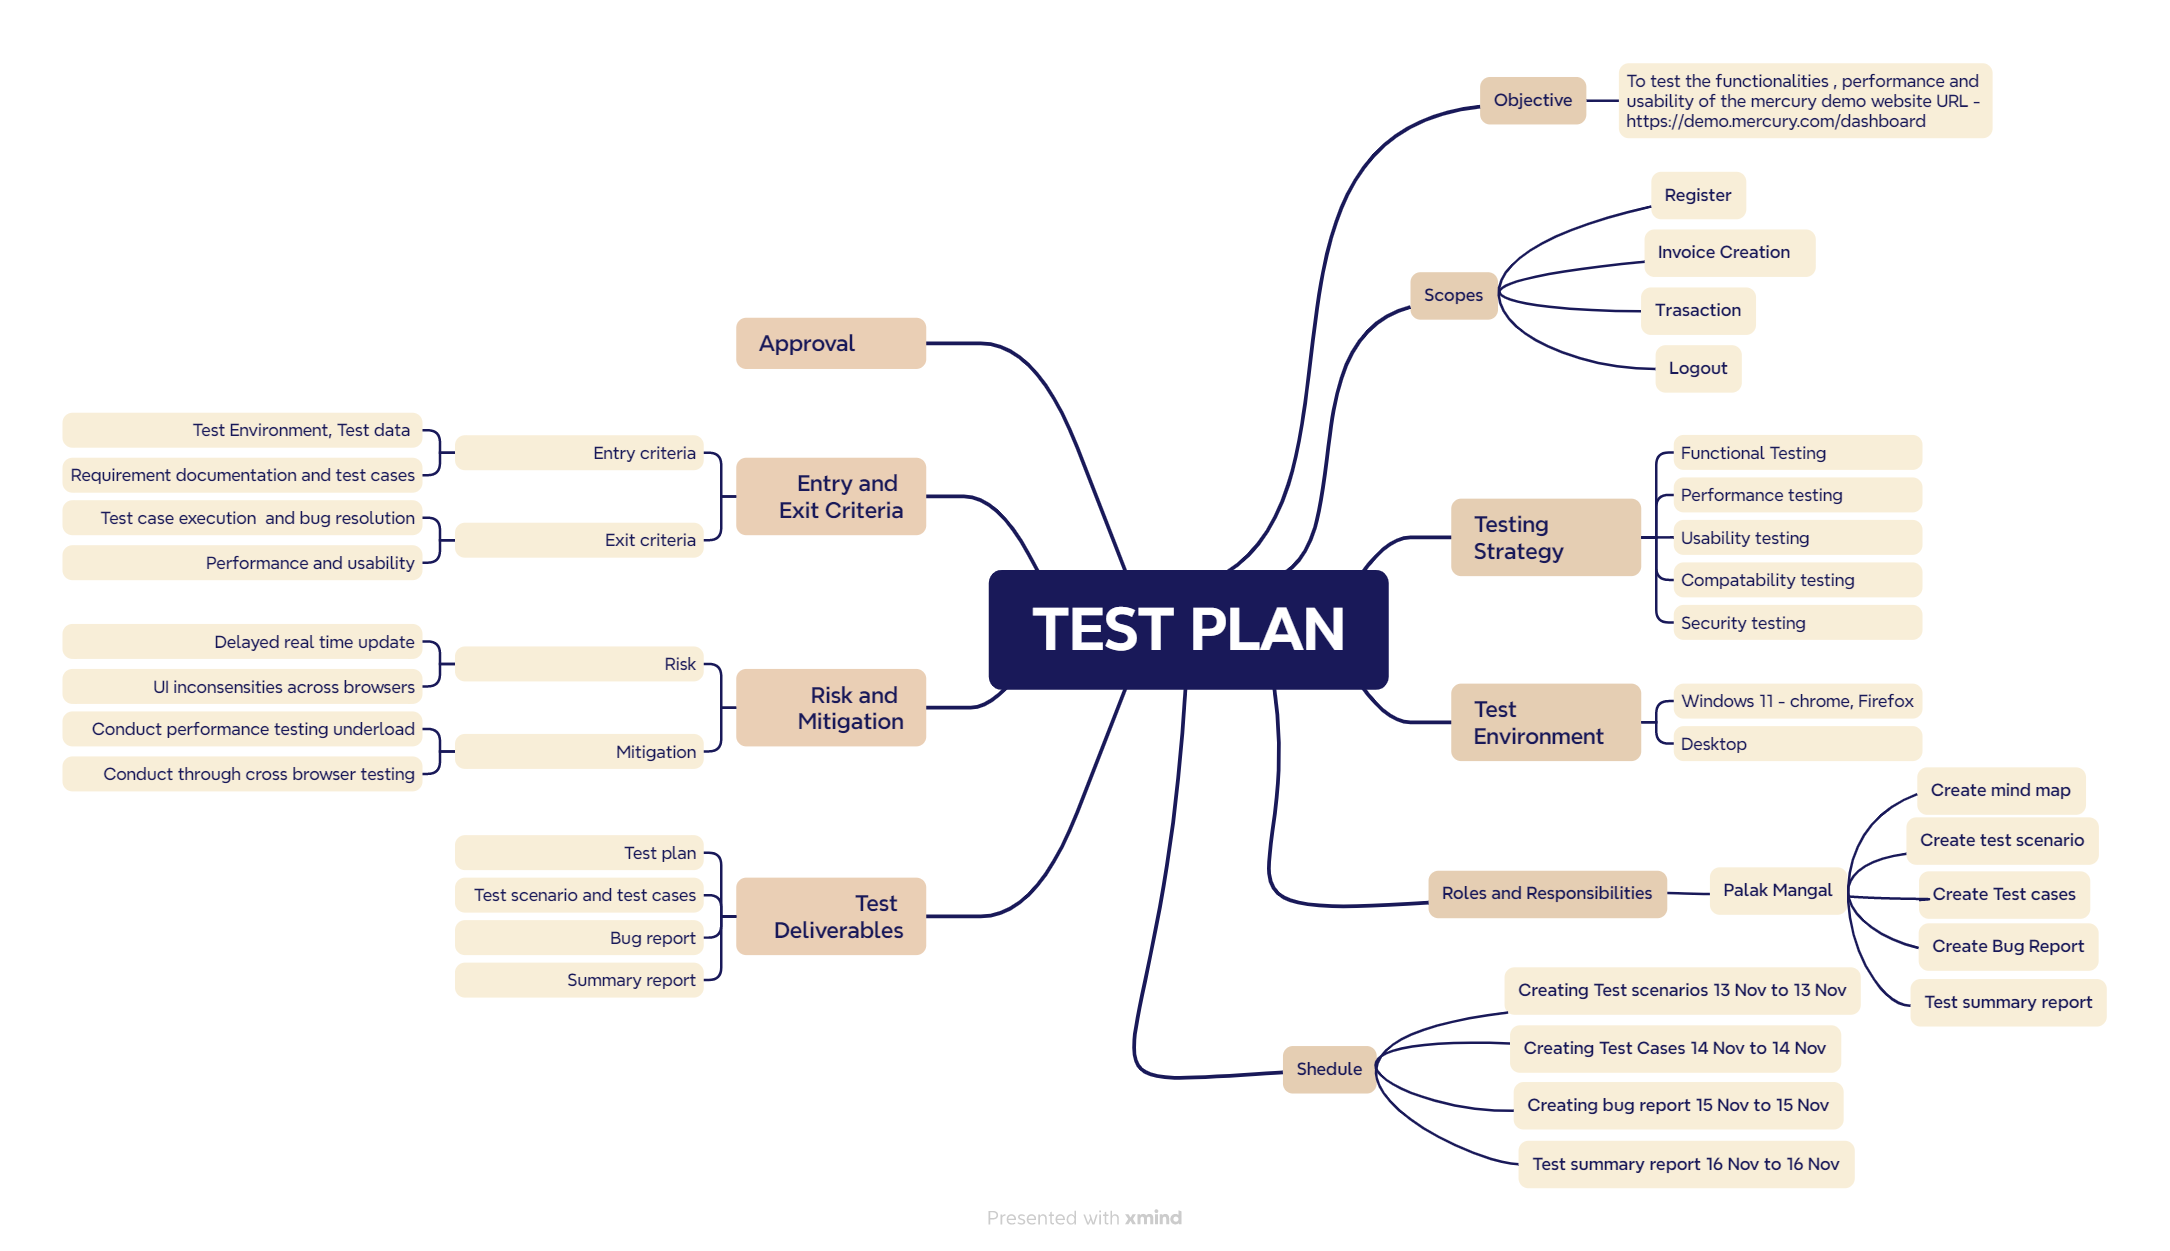 TEST PLAN
Objective
To test the functionalities , performance and
usability of the mercury demo website URL -
https://demo.mercury.com/dashboard
Scopes
Register
Invoice Creation
Trasaction
Logout
Testing
Strategy
Functional Testing
Performance testing
Usability testing
Compatability testing
Security testing
Test
Environment
Windows 11 - chrome, Firefox
Desktop
Roles and Responsibilities
Palak Mangal
Create mind map
Create test scenario
Create Test cases
Create Bug Report
Test summary report
Shedule
Creating Test scenarios 13 Nov to 13 Nov
Creating Test Cases 14 Nov to 14 Nov
Creating bug report 15 Nov to 15 Nov
Test summary report 16 Nov to 16 Nov
Approval
Entry and
Exit Criteria
Entry criteria
Test Environment, Test data
Requirement documentation and test cases
Exit criteria
Test case execution  and bug resolution
Performance and usability
Risk and
Mitigation
Risk
Delayed real time update
UI inconsensities across browsers
Mitigation
Conduct performance testing underload
Conduct through cross browser testing
Test
Deliverables
Test plan
Test scenario and test cases
Bug report
Summary report
Presented with xmind